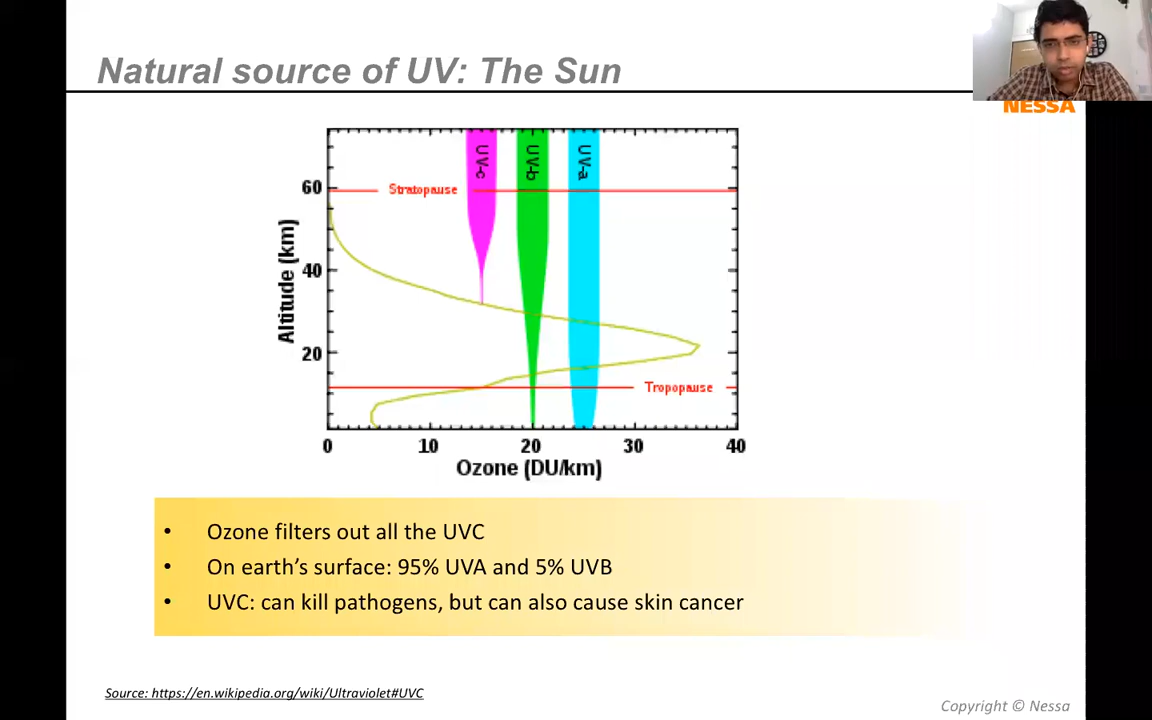 Natural source of UV: The Sun
NESSA
UV-c
UV-b
UV-a
60
Stratopause
40
Altitude (km)
20
Tropopause
0 10 20 30 40
Ozone (DU/km)
• Ozone filters out all the UVC
• On earth’s surface: 95% UVA and 5% UVB
• UVC: can kill pathogens, but can also cause skin cancer
Source: https://en.wikipedia.org/wiki/Ultraviolet#UVC
Copyright © Nessa